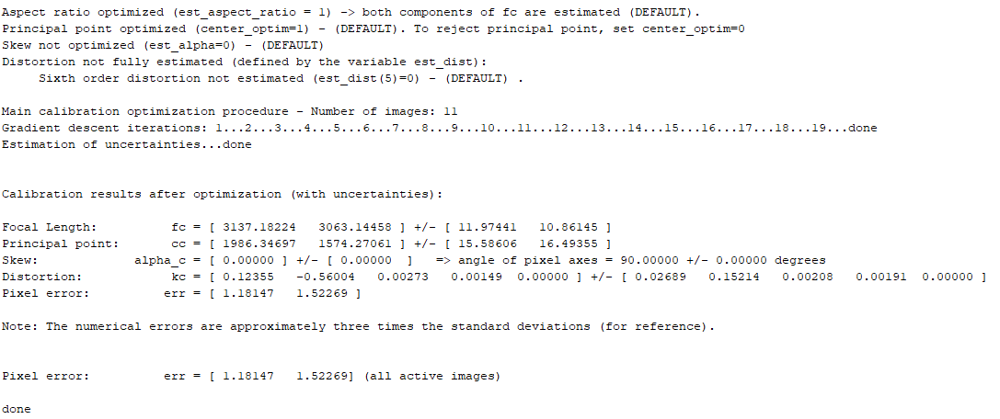 Aspect ratio optimized (est_aspect_ratio = 1) -> both components of fc are estimated (DEFAULT).
Principal point optimized (center_optim=1) - (DEFAULT). To reject principal point, set center_optim=0
Skew not optimized (est_alpha=0) - (DEFAULT)
Distortion not fully estimated (defined by the variable est_dist):
     Sixth order distortion not estimated (est_dist(5)=0) - (DEFAULT) .
Main calibration optimization procedure - Number of images: 11
Gradient descent iterations: 1...2...3...4...5...6...7...8...9...10...11...12...13...14...15...16...17...18...19...done
Estimation of uncertainties...done
Calibration results after optimization (with uncertainties):
Focal Length:          fc = [ 3137.18224   3063.14458 ] +/- [ 11.97441   10.86145 ]
Principal point:       cc = [ 1986.34697   1574.27061 ] +/- [ 15.58606   16.49355 ]
Skew:             alpha_c = [ 0.00000 ] +/- [ 0.00000  ]   => angle of pixel axes = 90.00000 +/- 0.00000 degrees
Distortion:            kc = [ 0.12355   -0.56004   0.00273   0.00149  0.00000 ] +/- [ 0.02689   0.15214   0.00208   0.00191  0.00000 ]
Pixel error:          err = [ 1.18147   1.52269 ]
Note: The numerical errors are approximately three times the standard deviations (for reference).
Pixel error:          err = [ 1.18147   1.52269] (all active images)
done